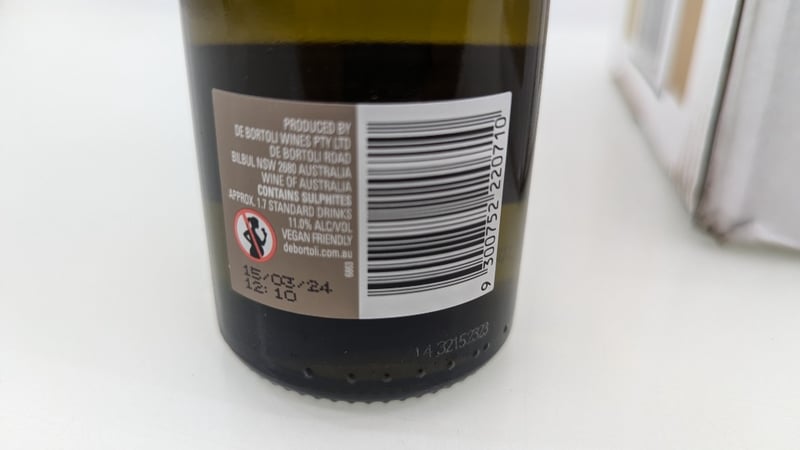 PRODUCED BY
DE BORTOLI WINES PTY LTD
DE BORTOLI ROAD
BILBUL NSW 2680 AUSTRALIA
WINE OF AUSTRALIA
CONTAINS SULPHITES
APPROX. 1.7 STANDARD DRINKS
11.0% ALC/VOL
VEGAN FRIENDLY
debortoli.com.au
15/03/24
12:10
9 300752 220710